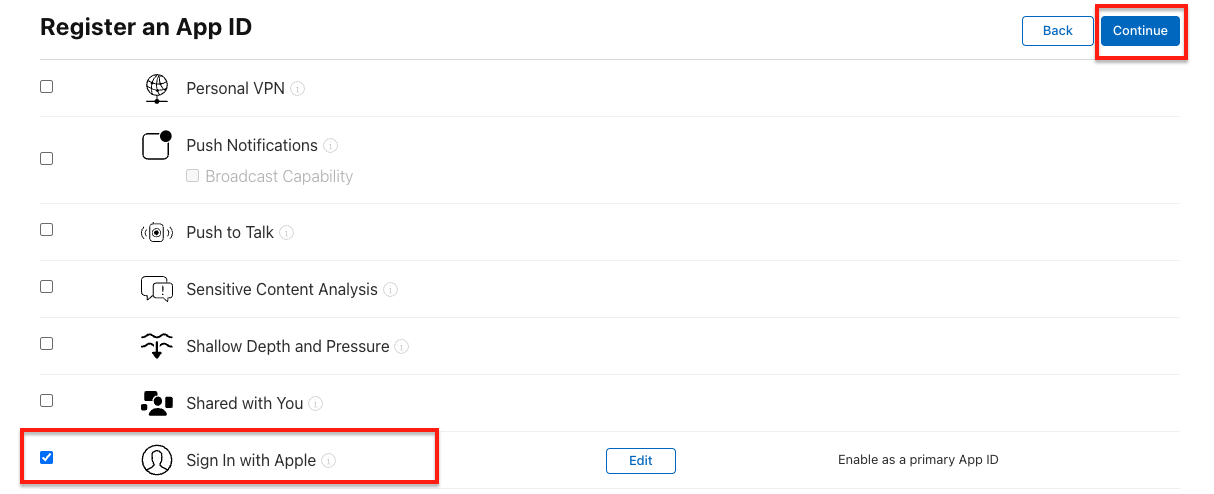 Register an App ID
Back
Continue
Personal VPN
Push Notifications
Broadcast Capability
Push to Talk
Sensitive Content Analysis
Shallow Depth and Pressure
Shared with You
Sign In with Apple
Edit
Enable as a primary App ID